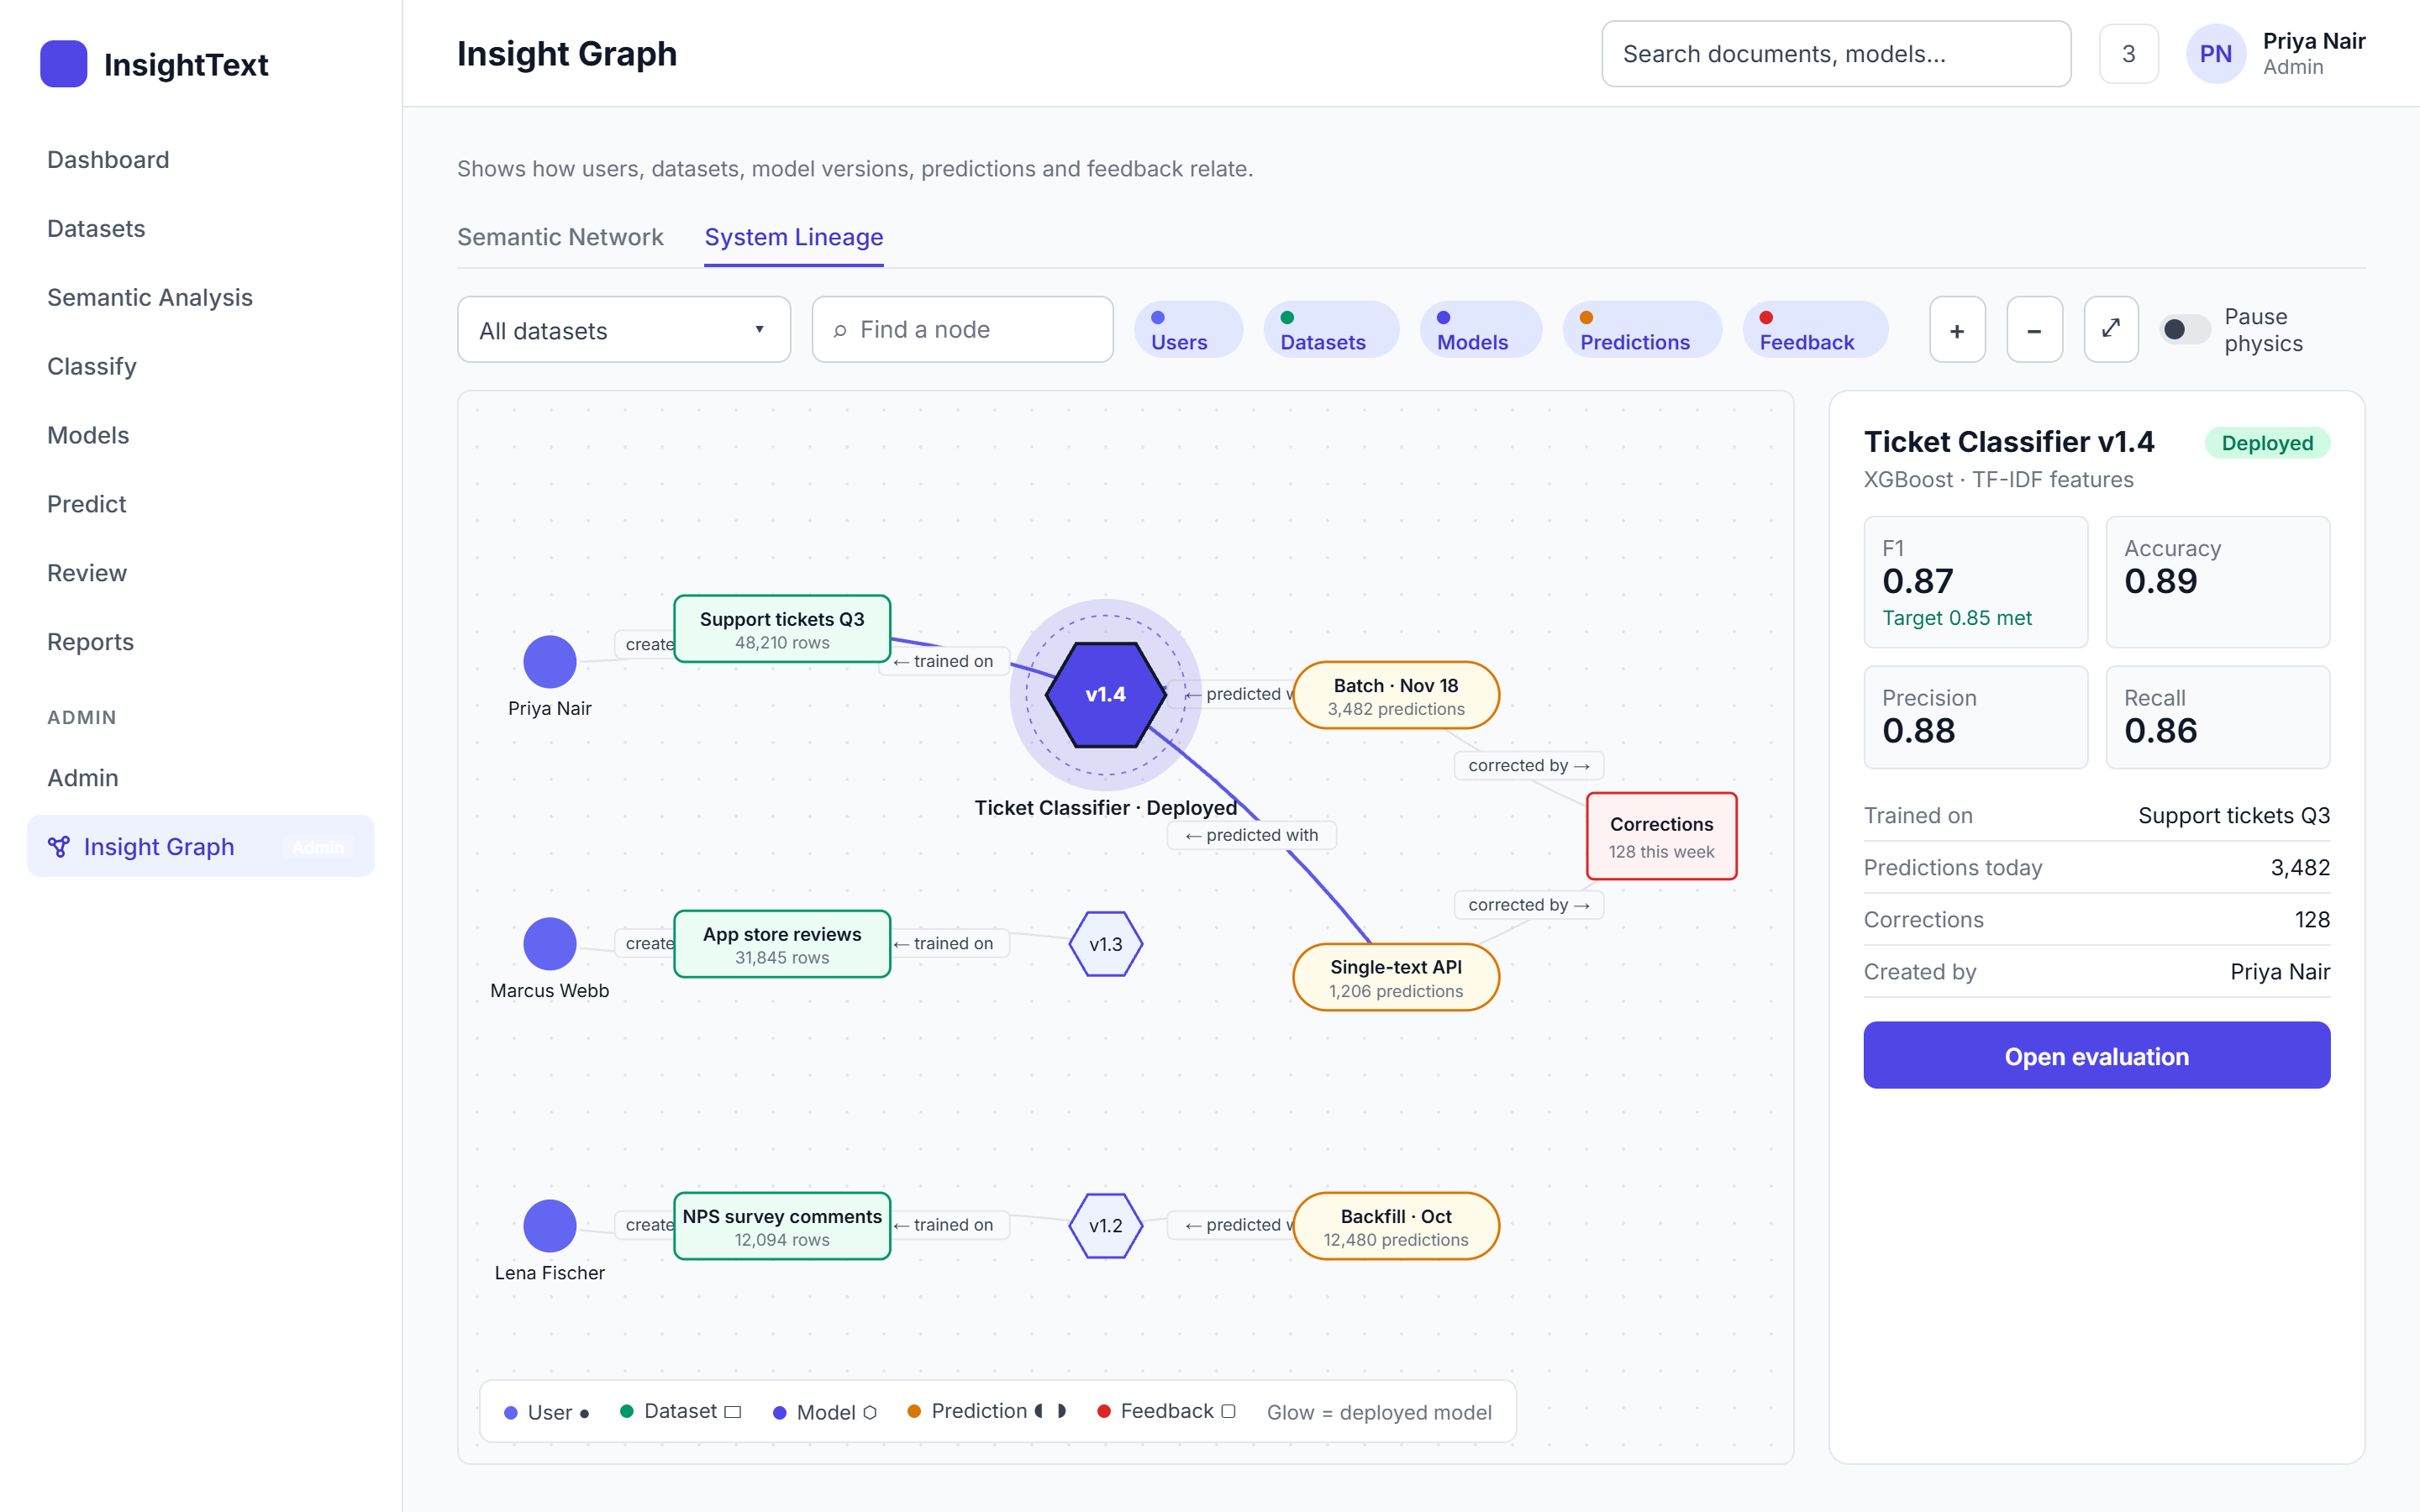 InsightText
Dashboard
Datasets
Semantic Analysis
Classify
Models
Predict
Review
Reports
ADMIN
Admin
Insight Graph Admin
Insight Graph
Search documents, models...
3
PN
Priya Nair
Admin
Shows how users, datasets, model versions, predictions and feedback relate.
Semantic Network
System Lineage
All datasets
Find a node
Users
Datasets
Models
Predictions
Feedback
+
−
Pause
physics
Priya Nair
create
Support tickets Q3
48,210 rows
← trained on
v1.4
Ticket Classifier · Deployed
← predicted
Batch · Nov 18
3,482 predictions
corrected by →
Corrections
128 this week
← predicted with
corrected by →
Marcus Webb
create
App store reviews
31,845 rows
← trained on
v1.3
Single-text API
1,206 predictions
Lena Fischer
create
NPS survey comments
12,094 rows
← trained on
v1.2
← predicted
Backfill · Oct
12,480 predictions
User
Dataset
Model
Prediction
Feedback
Glow = deployed model
Ticket Classifier v1.4
Deployed
XGBoost · TF-IDF features
F1
0.87
Target 0.85 met
Accuracy
0.89
Precision
0.88
Recall
0.86
Trained on Support tickets Q3
Predictions today 3,482
Corrections 128
Created by Priya Nair
Open evaluation